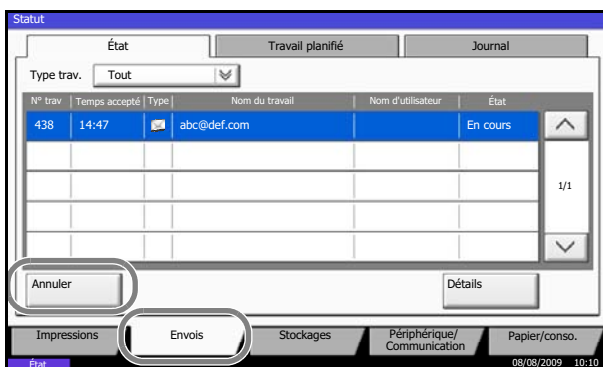 Statut
État Travail planifié Journal
Type trav. Tout
N° trav Temps accepté Type Nom du travail Nom d'utilisateur État
438 14:47 abc@def.com En cours
1/1
Annuler Détails
Impressions Envois Stockages Périphérique/ Papier/conso.
Communication
État 08/08/2009 10:10